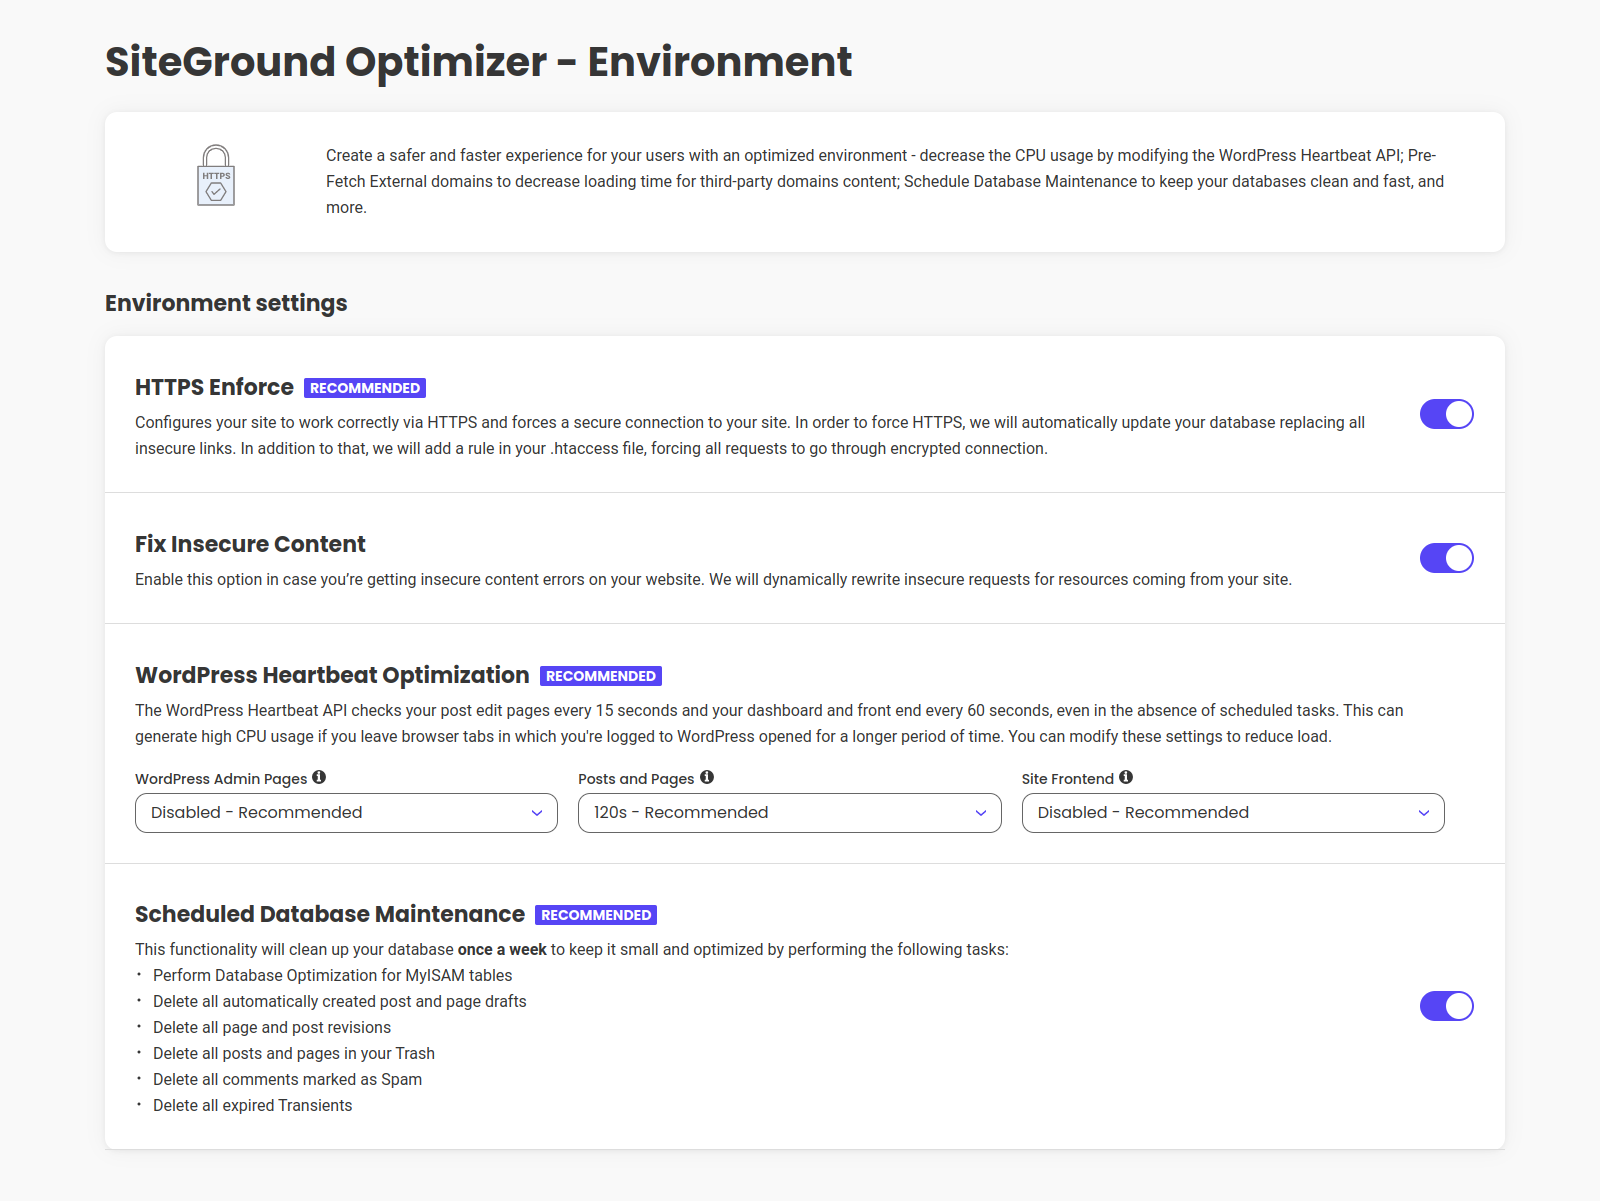 SiteGround Optimizer - Environment
HTTPS
Create a safer and faster experience for your users with an optimized environment - decrease the CPU usage by modifying the WordPress Heartbeat API; Pre-
Fetch External domains to decrease loading time for third-party domains content; Schedule Database Maintenance to keep your databases clean and fast, and
more.
Environment settings
HTTPS Enforce RECOMMENDED
Configures your site to work correctly via HTTPS and forces a secure connection to your site. In order to force HTTPS, we will automatically update your database replacing all
insecure links. In addition to that, we will add a rule in your .htaccess file, forcing all requests to go through encrypted connection.
Fix Insecure Content
Enable this option in case you’re getting insecure content errors on your website. We will dynamically rewrite insecure requests for resources coming from your site.
WordPress Heartbeat Optimization RECOMMENDED
The WordPress Heartbeat API checks your post edit pages every 15 seconds and your dashboard and front end every 60 seconds, even in the absence of scheduled tasks. This can
generate high CPU usage if you leave browser tabs in which you're logged to WordPress opened for a longer period of time. You can modify these settings to reduce load.
WordPress Admin Pages Posts and Pages Site Frontend
Disabled - Recommended 120s - Recommended Disabled - Recommended
Scheduled Database Maintenance RECOMMENDED
This functionality will clean up your database once a week to keep it small and optimized by performing the following tasks:
· Perform Database Optimization for MyISAM tables
· Delete all automatically created post and page drafts
· Delete all page and post revisions
· Delete all posts and pages in your Trash
· Delete all comments marked as Spam
· Delete all expired Transients